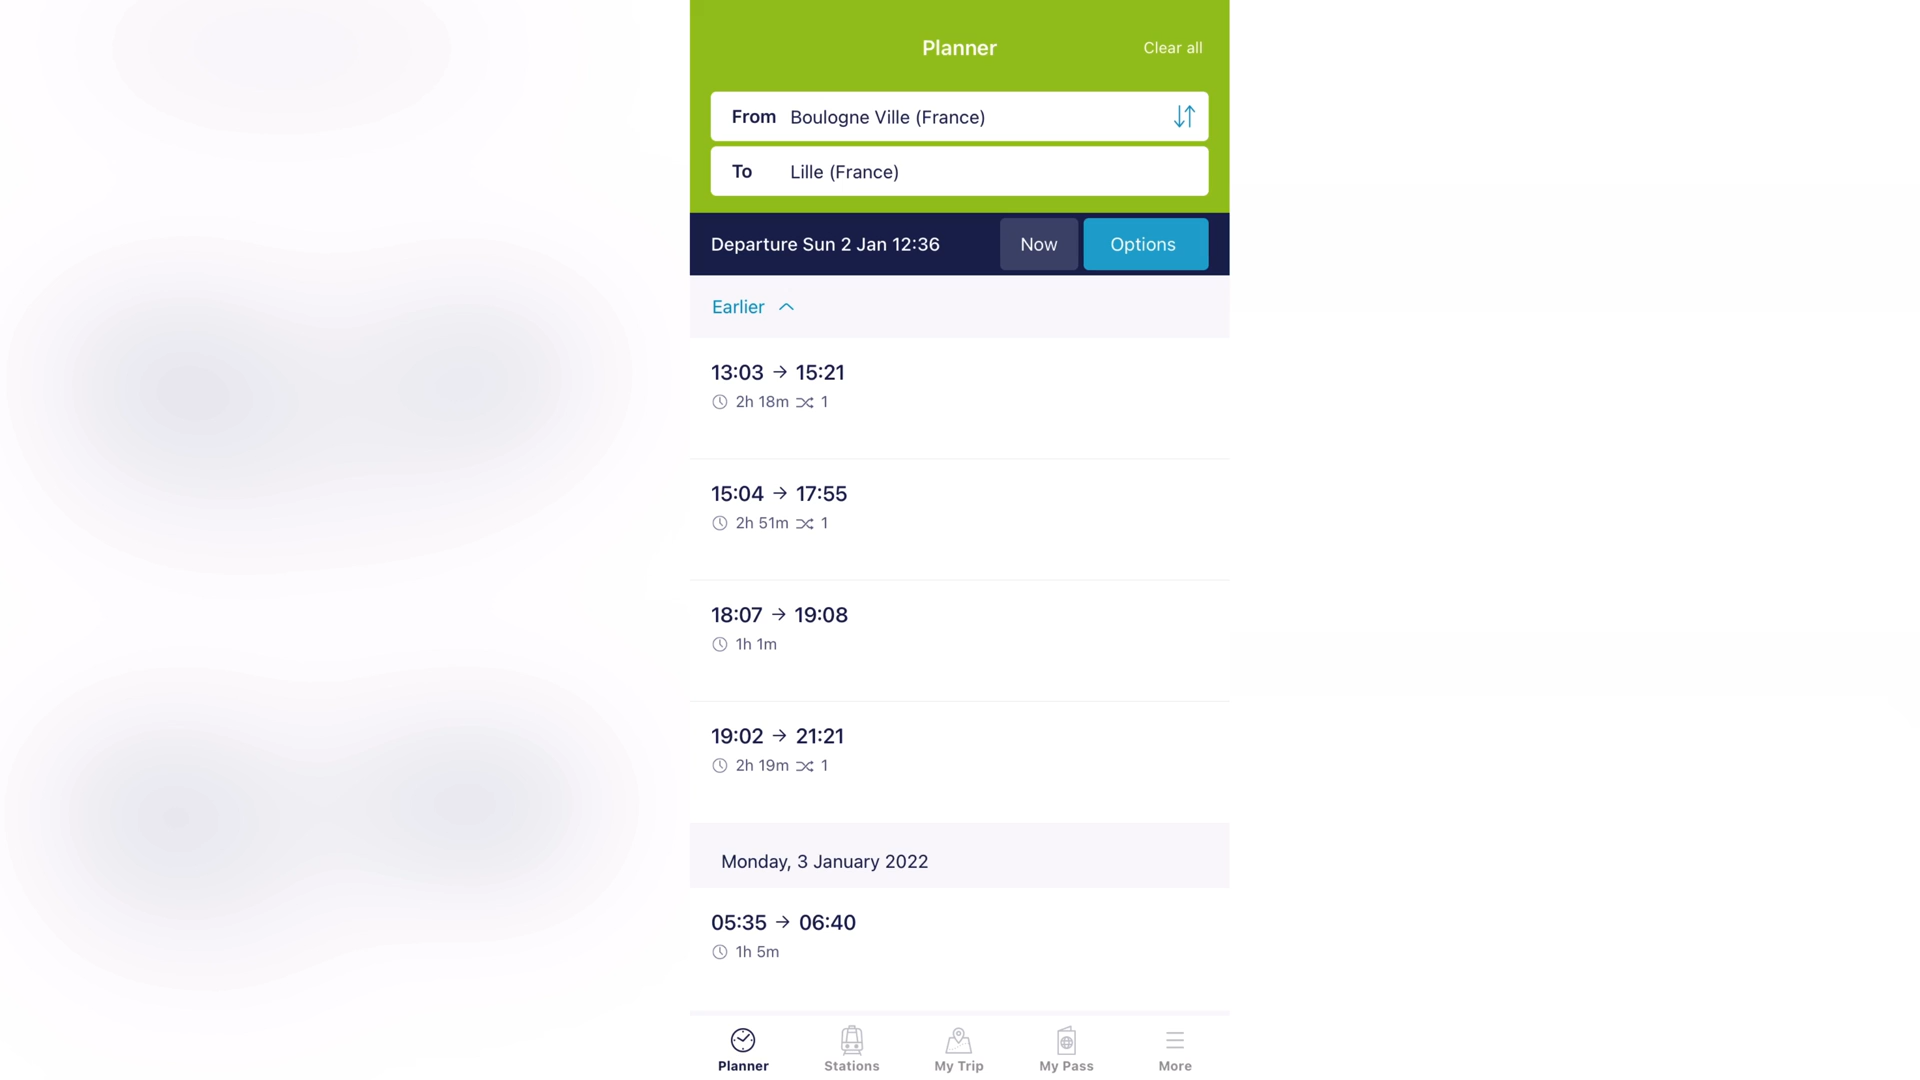 Planner
Clear all
From Boulogne Ville (France)
To Lille (France)
Departure Sun 2 Jan 12:36
Now
Options
Earlier
13:03 → 15:21
2h 18m 1
15:04 → 17:55
2h 51m 1
18:07 → 19:08
1h 1m
19:02 → 21:21
2h 19m 1
Monday, 3 January 2022
05:35 → 06:40
1h 5m
Planner
Stations
My Trip
My Pass
More